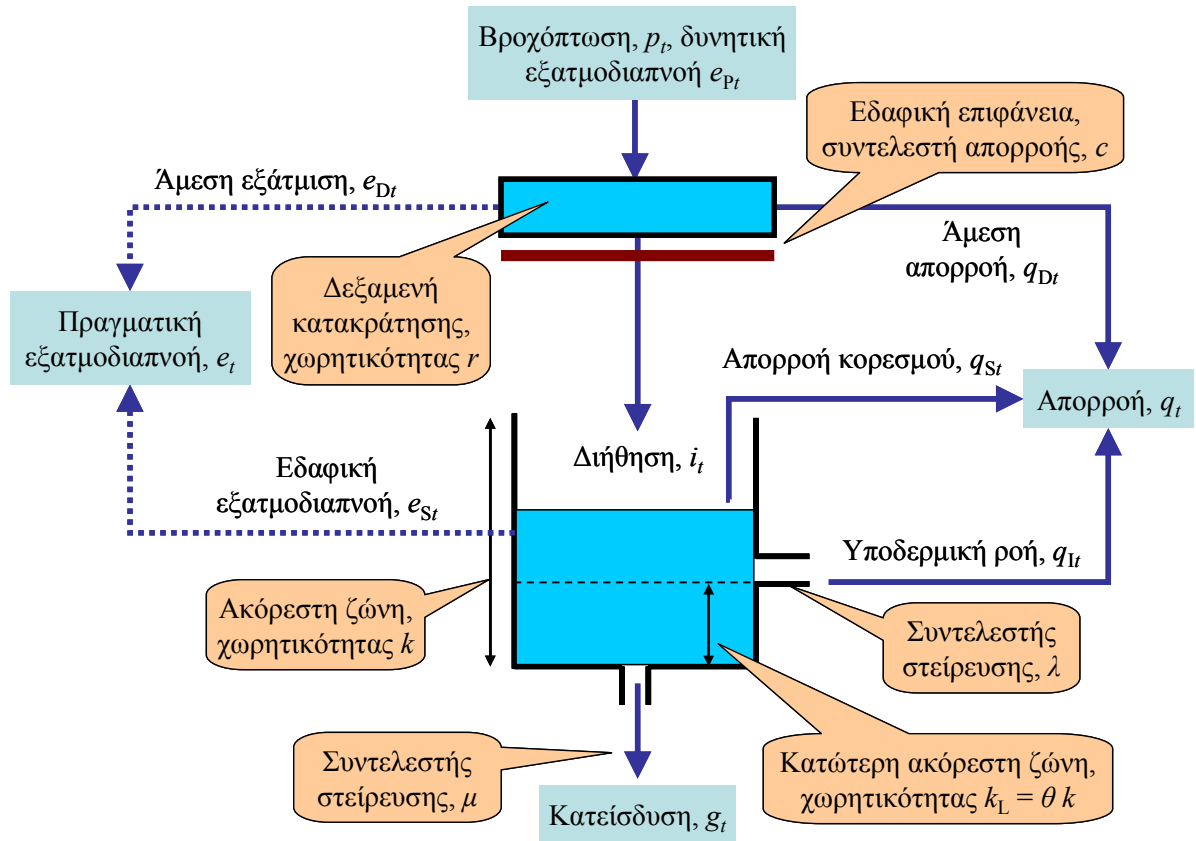 Βροχόπτωση, pt, δυνητική
εξατμοδιαπνοή ePt
Εδαφική επιφάνεια,
συντελεστή απορροής, c
Άμεση εξάτμιση, eDt
Άμεση
απορροή, qDt
Δεξαμενή
κατακράτησης,
χωρητικότητας r
Πραγματική
εξατμοδιαπνοή, et
Απορροή κορεσμού, qSt
Απορροή, qt
Διήθηση, it
Εδαφική
εξατμοδιαπνοή, eSt
Υποδερμική ροή, qIt
Ακόρεστη ζώνη,
χωρητικότητας k
Συντελεστής
στείρευσης, λ
Συντελεστής
στείρευσης, μ
Κατώτερη ακόρεστη ζώνη,
χωρητικότητας kL = θ k
Κατείσδυση, gt